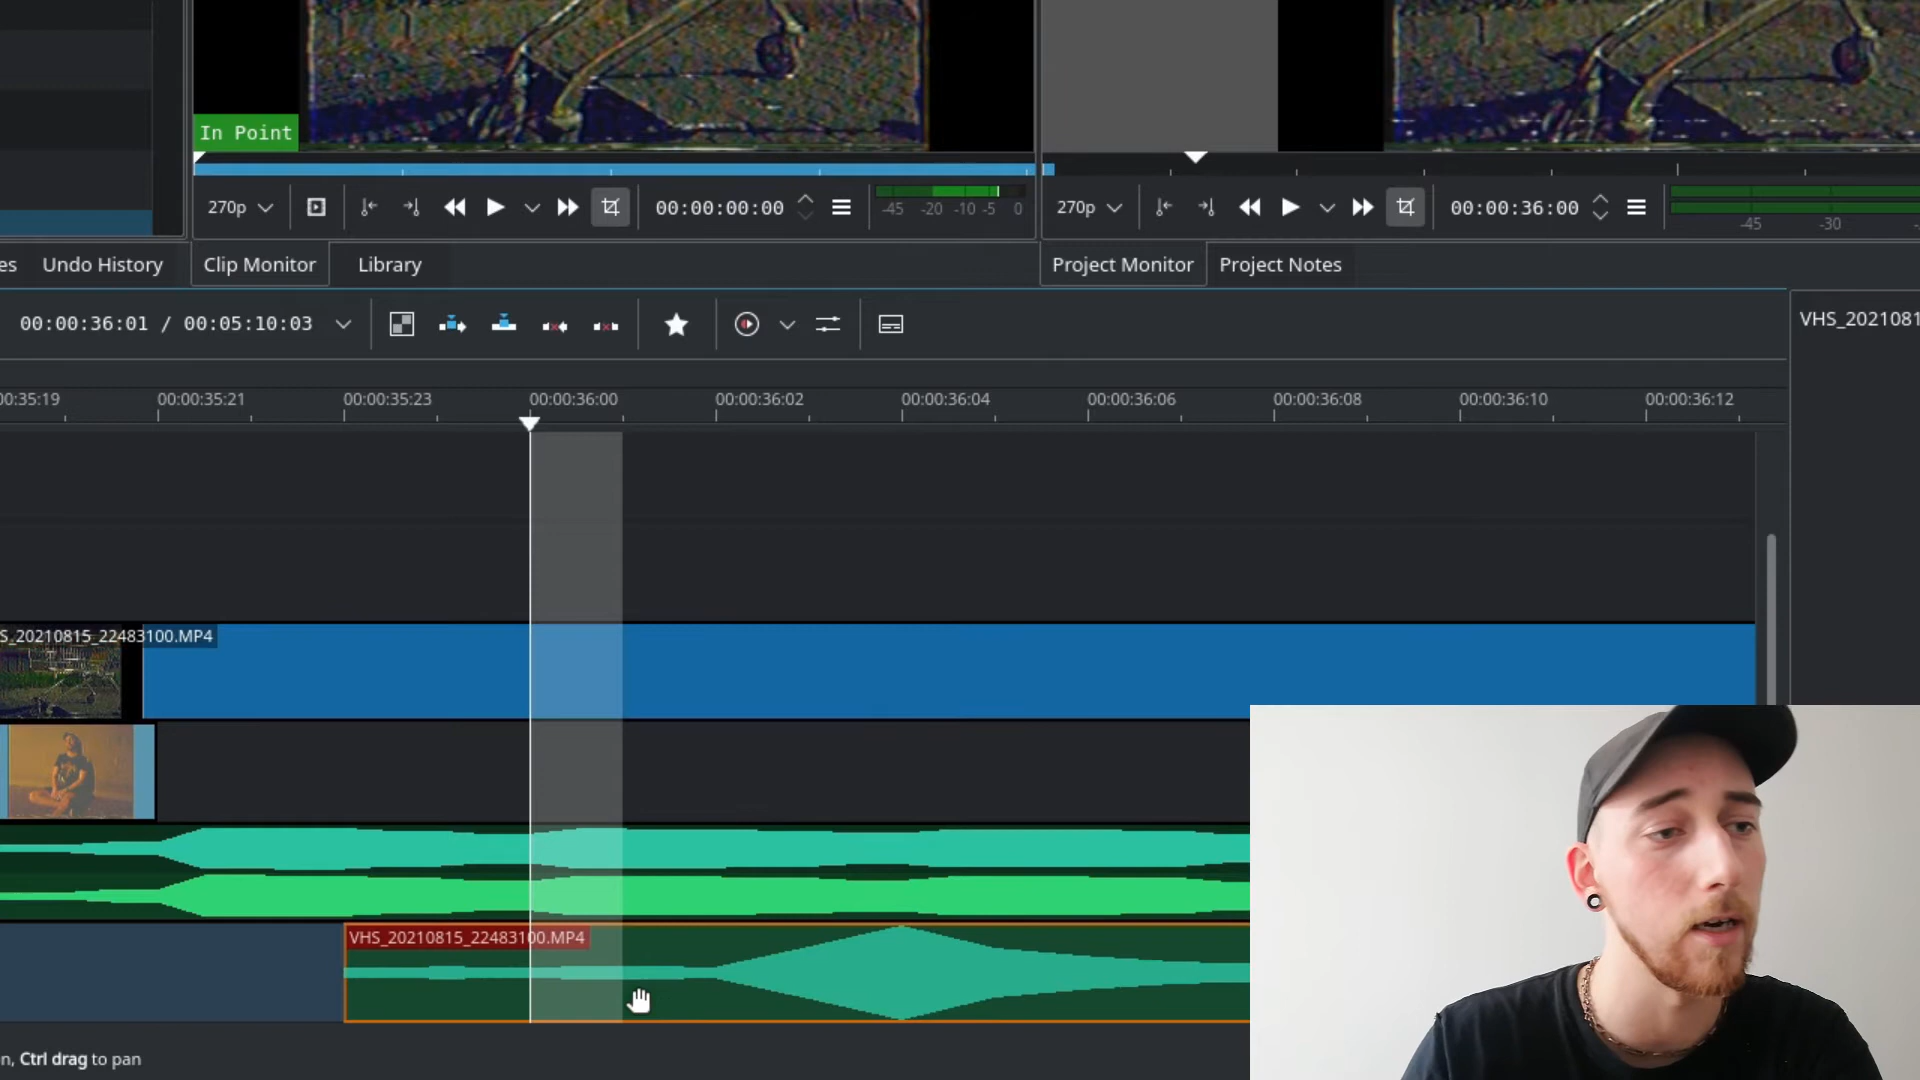 In Point
270p
00:00:00:00
-45 -20 -10 -5 0
270p
00:00:36:00
-45 -30
es
Undo History
Clip Monitor
Library
Project Monitor
Project Notes
00:00:36:01 / 00:05:10:03
VHS_2021081
00:35:19
00:00:35:21
00:00:35:23
00:00:36:00
00:00:36:02
00:00:36:04
00:00:36:06
00:00:36:08
00:00:36:10
00:00:36:12
S_20210815_22483100.MP4
VHS_20210815_22483100.MP4
n, Ctrl drag to pan